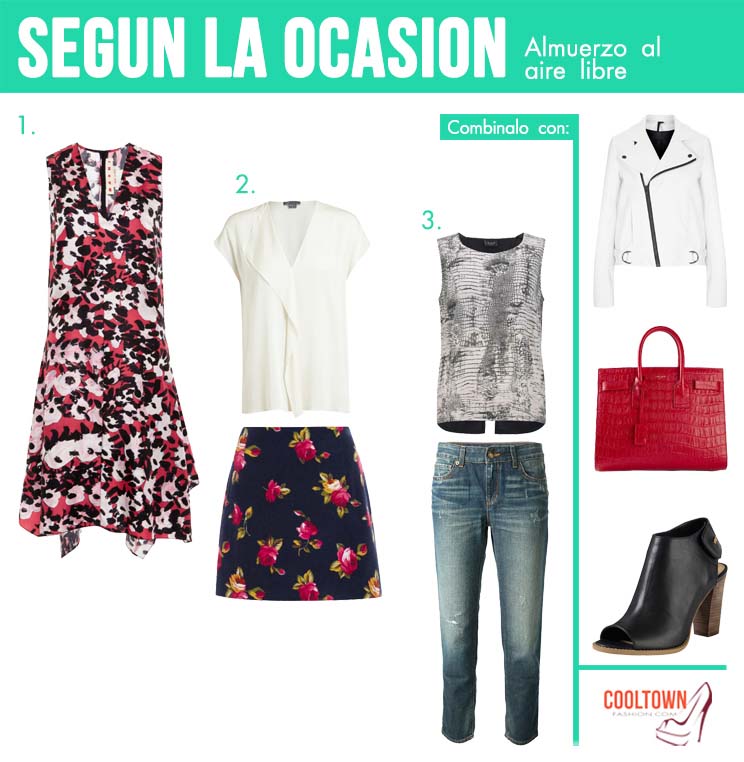 SEGUN LA OCASION
Almuerzo al
aire libre
1.
2.
3.
Combinalo con:
COOLTOWN
FASHION.COM